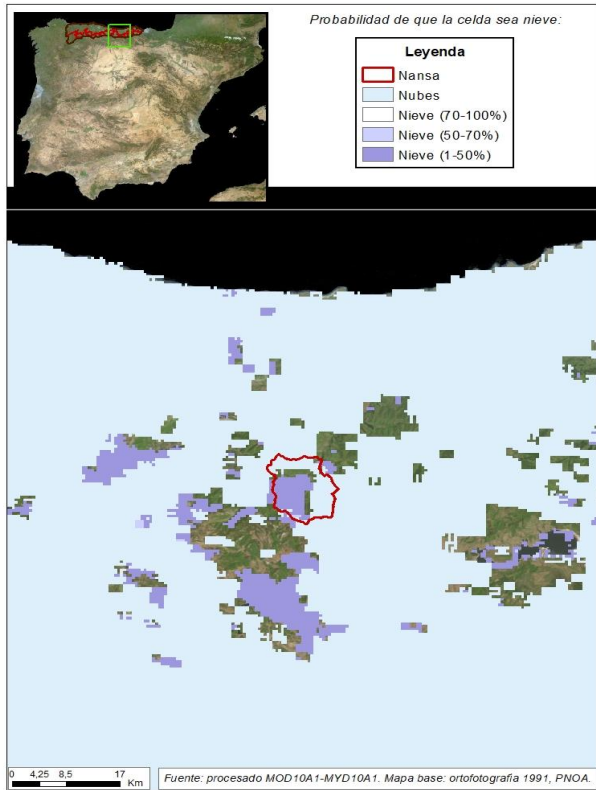 Probabilidad de que la celda sea nieve:
Leyenda
Nansa
Nubes
Nieve (70-100%)
Nieve (50-70%)
Nieve (1-50%)
0 4,25 8,5 17
Km
Fuente: procesado MOD10A1-MYD10A1. Mapa base: ortofotografía 1991, PNOA.